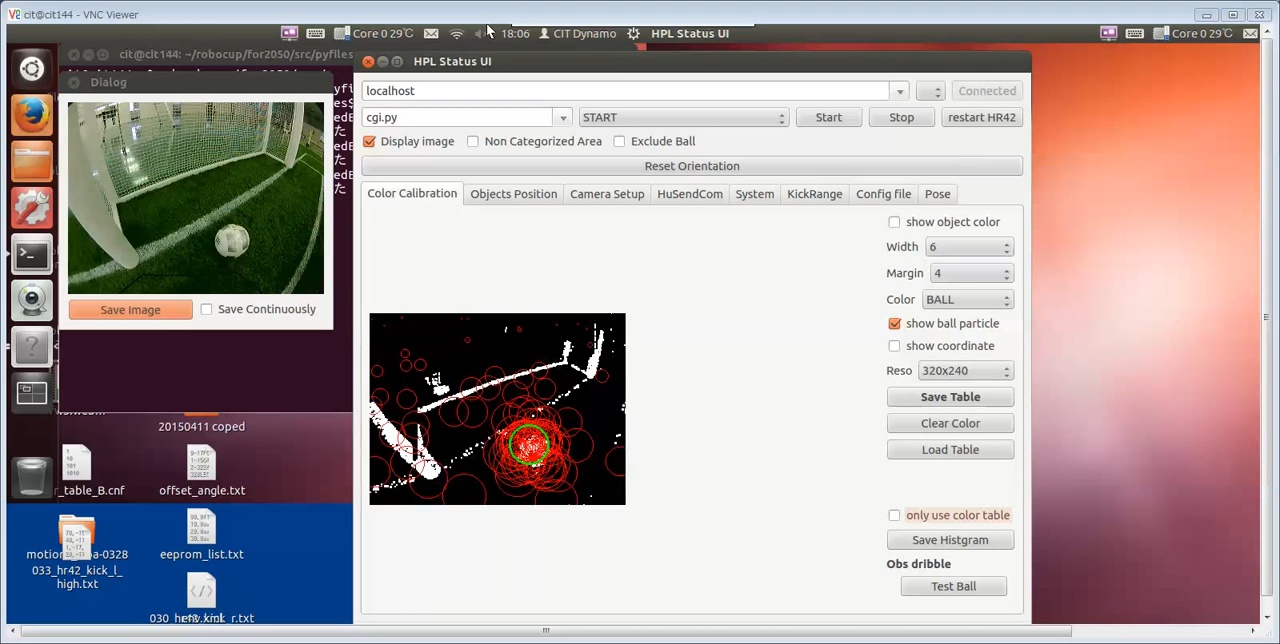 cit@cit144 - VNC Viewer
Core 0 29°C
18:06
CIT Dynamo
HPL Status UI
Core 0 29°C
cit@cit144: ~/robocup/for2050/src/pyfiles
HPL Status UI
Dialog
localhost
Connected
cgi.py
START
Start
Stop
restart HR42
Display image
Non Categorized Area
Exclude Ball
Reset Orientation
Color Calibration
Objects Position
Camera Setup
HuSendCom
System
KickRange
Config file
Pose
show object color
Width
6
Margin
4
Color
BALL
show ball particle
show coordinate
Reso
320x240
Save Table
Clear Color
Load Table
only use color table
Save Histgram
Obs dribble
Test Ball
Save Image
Save Continuously
20150411 coped
r_table_B.cnf
offset_angle.txt
eeprom_list.txt
033_hr42_kick_l_
high.txt